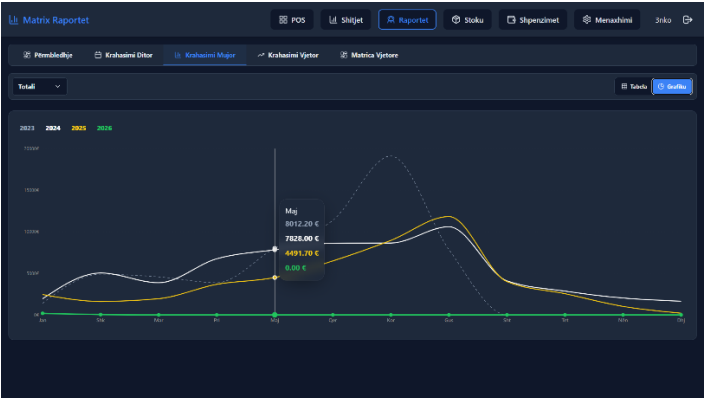 Matrix Raportet
POS Shitjet Raportet Stoku Shpenzimet Menaxhimi 3nko
Përmbledhje Krahasimi Ditor Krahasimi Mujor Krahasimi Vjetor Matrica Vjetore
Totali Tabela Grafiku
2023 2024 2025 2026
Maj
8012.20 €
7828.00 €
4491.70 €
0.00 €
Jan Shk Mar Pri Maj Qer Kor Gus Sht Tet Nën Dhj